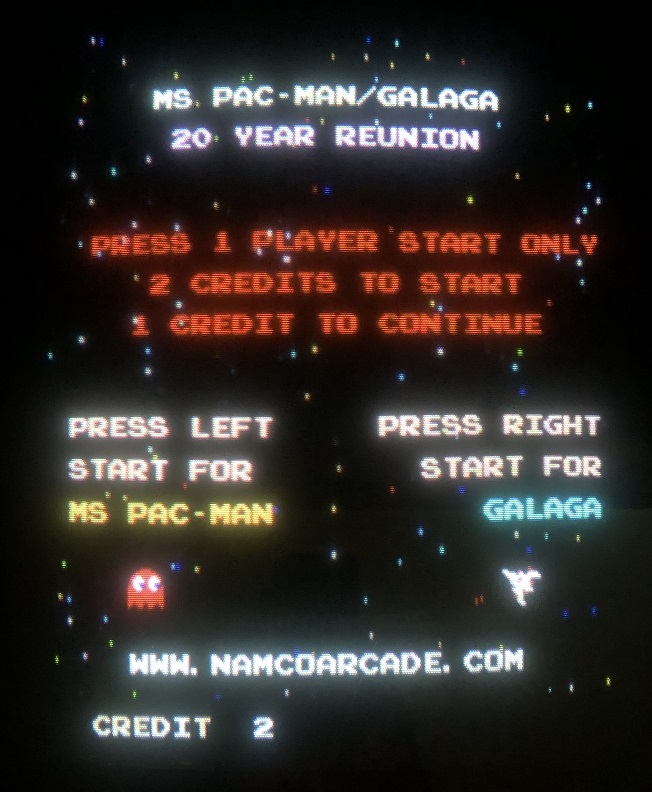 MS. PAC-MAN/GALAGA
20 YEAR REUNION
PRESS 1 PLAYER START ONLY
2 CREDITS TO START
1 CREDIT TO CONTINUE
PRESS LEFT
START FOR
MS PAC-MAN
PRESS RIGHT
START FOR
GALAGA
WWW.NAMCOARCADE.COM
CREDIT 2